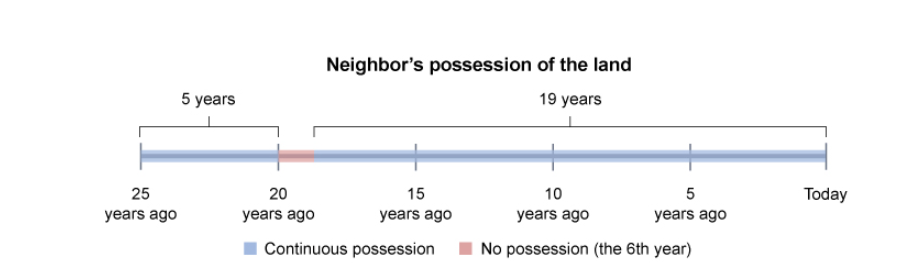 Neighbor’s possession of the land
5 years
19 years
25
years ago
20
years ago
15
years ago
10
years ago
5
years ago
Today
Continuous possession
No possession (the 6th year)